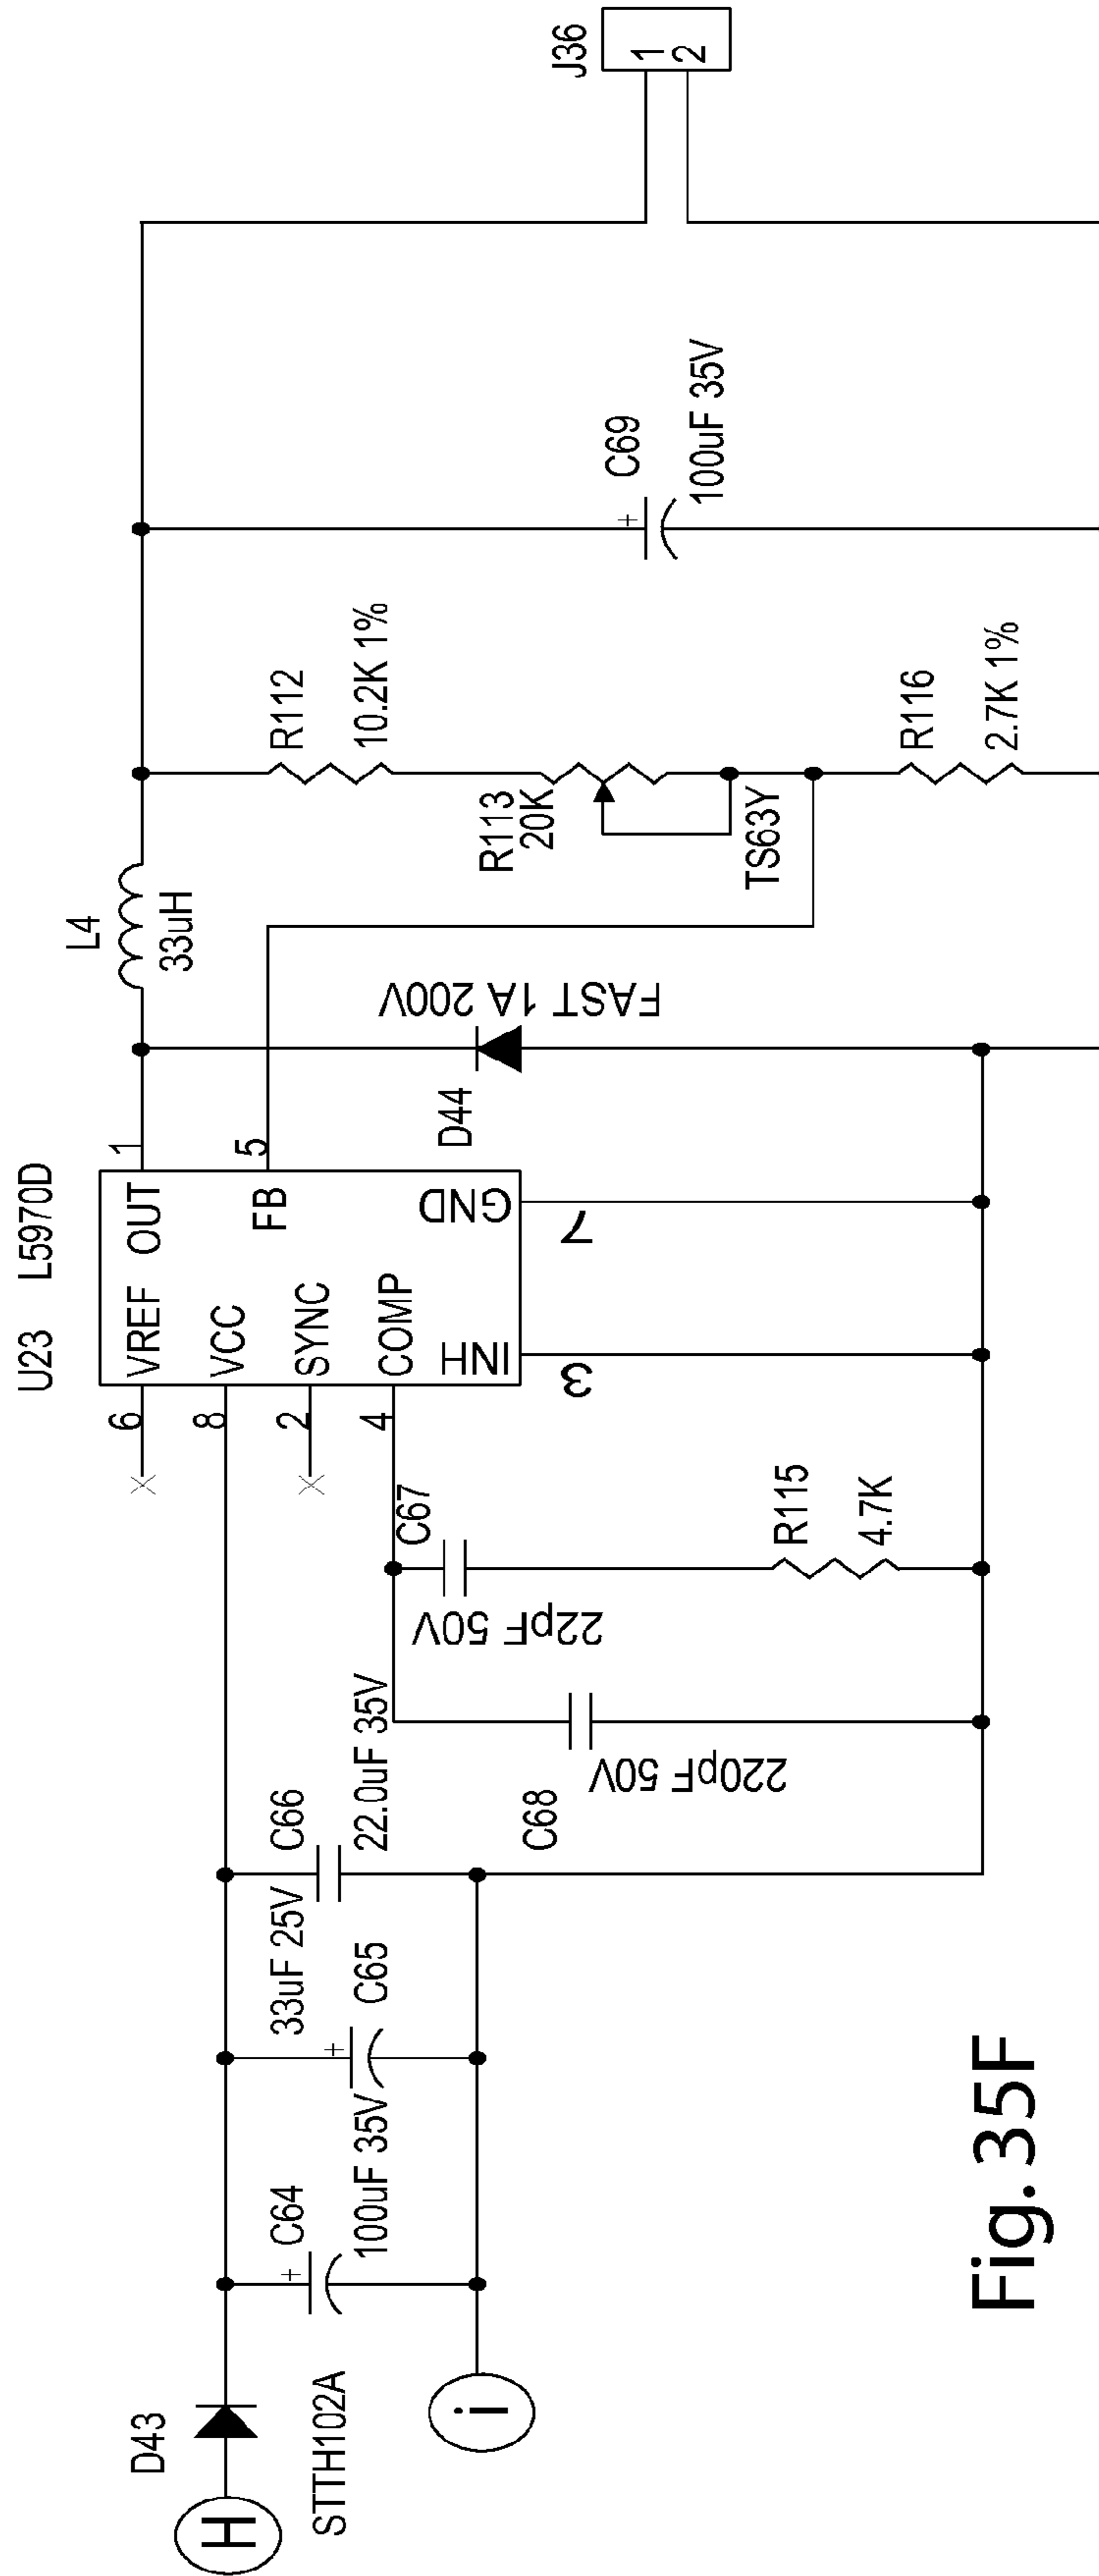 U23 L5970D
6
VREF
OUT
1
8
VCC
2
SYNC
FB
5
4
COMP
INH
3
GND
7
H
D43
STTH102A
i
C64
100uF 35V
33uF 25V
C65
C66
22.0uF 35V
C68
220pF 50V
C67
22pF 50V
R115
4.7K
D44
FAST 1A 200V
L4
33uH
R112
10.2K 1%
R113
20K
TS63Y
R116
2.7K 1%
C69
100uF 35V
J36
1
2
+
+
+
Fig. 35F